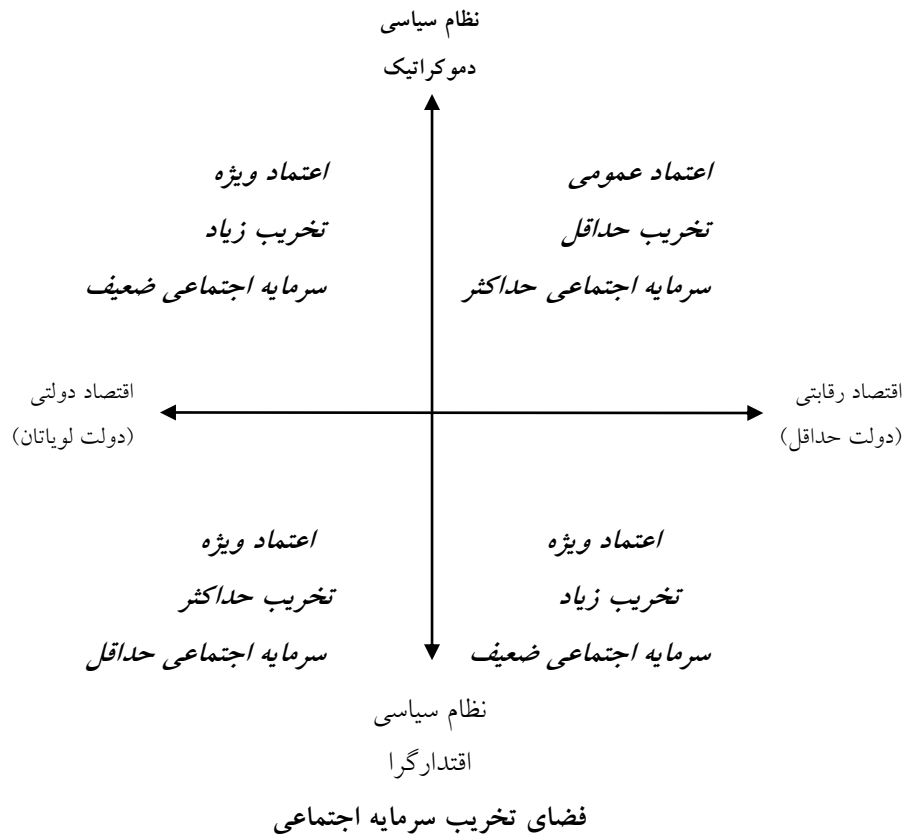 نظام سیاسی
دموکراتیک
اعتماد عمومی
تخریب حداقل
سرمایه اجتماعی حداکثر
اعتماد ویژه
تخریب زیاد
سرمایه اجتماعی ضعیف
اقتصاد رقابتی
(دولت حداقل)
اقتصاد دولتی
(دولت لویاتان)
اعتماد ویژه
تخریب زیاد
سرمایه اجتماعی ضعیف
اعتماد ویژه
تخریب حداکثر
سرمایه اجتماعی حداقل
نظام سیاسی
اقتدارگرا
فضای تخریب سرمایه اجتماعی